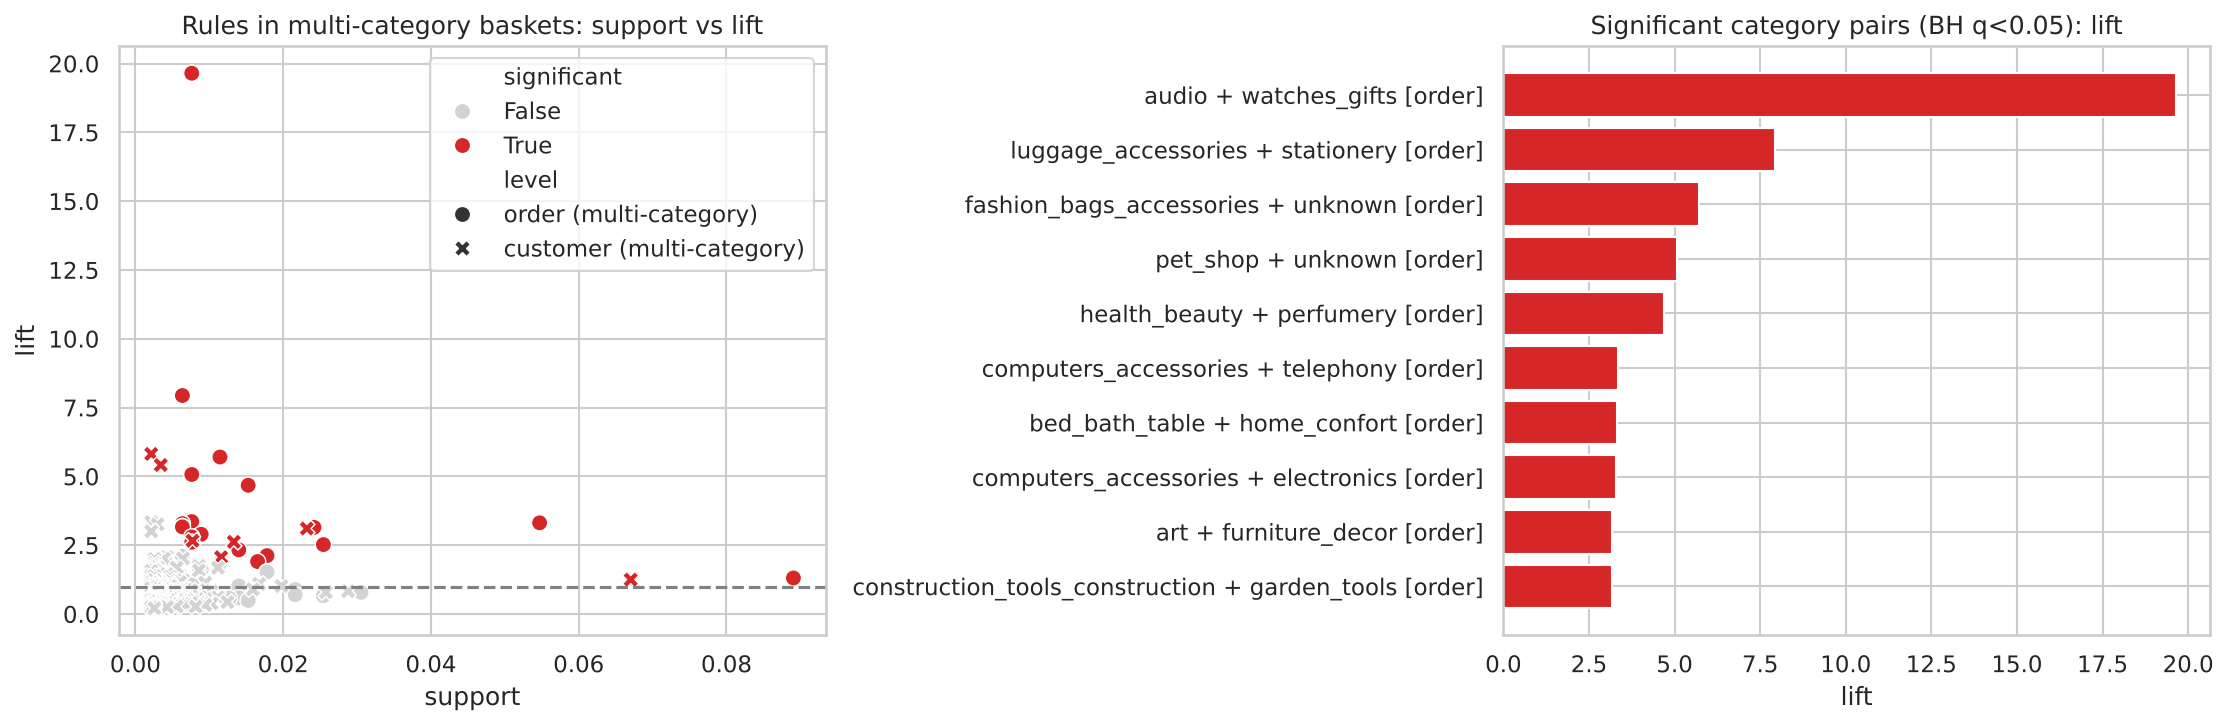 Rules in multi-category baskets: support vs lift
significant
False
True
level
order (multi-category)
customer (multi-category)
20.0
17.5
15.0
12.5
10.0
7.5
5.0
2.5
0.0
lift
0.00 0.02 0.04 0.06 0.08
support
Significant category pairs (BH q<0.05): lift
audio + watches_gifts [order]
luggage_accessories + stationery [order]
fashion_bags_accessories + unknown [order]
pet_shop + unknown [order]
health_beauty + perfumery [order]
computers_accessories + telephony [order]
bed_bath_table + home_confort [order]
computers_accessories + electronics [order]
art + furniture_decor [order]
construction_tools_construction + garden_tools [order]
0.0 2.5 5.0 7.5 10.0 12.5 15.0 17.5 20.0
lift